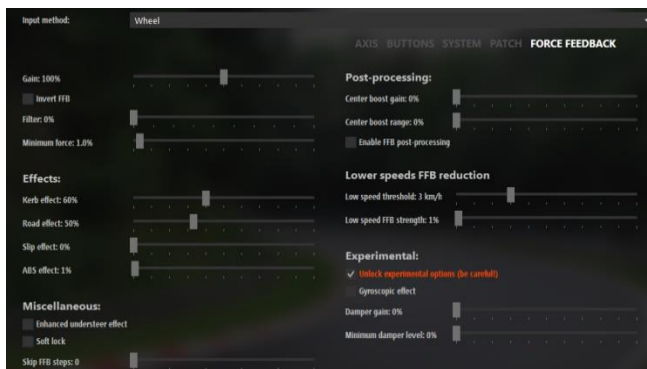 Input method: Wheel
AXIS BUTTONS SYSTEM PATCH FORCE FEEDBACK
Gain: 100%
Invert FFB
Filter: 0%
Minimum force: 1.0%
Effects:
Kerb effect: 60%
Road effect: 50%
Slip effect: 0%
ABS effect: 1%
Miscellaneous:
Enhanced understeer effect
Soft lock
Skip FFB steps: 0
Post-processing:
Center boost gain: 0%
Center boost range: 0%
Enable FFB post-processing
Lower speeds FFB reduction
Low speed threshold: 3 km/h
Low speed FFB strength: 1%
Experimental:
Unlock experimental options (be careful!)
Gyroscopic effect
Damper gain: 0%
Minimum damper level: 0%